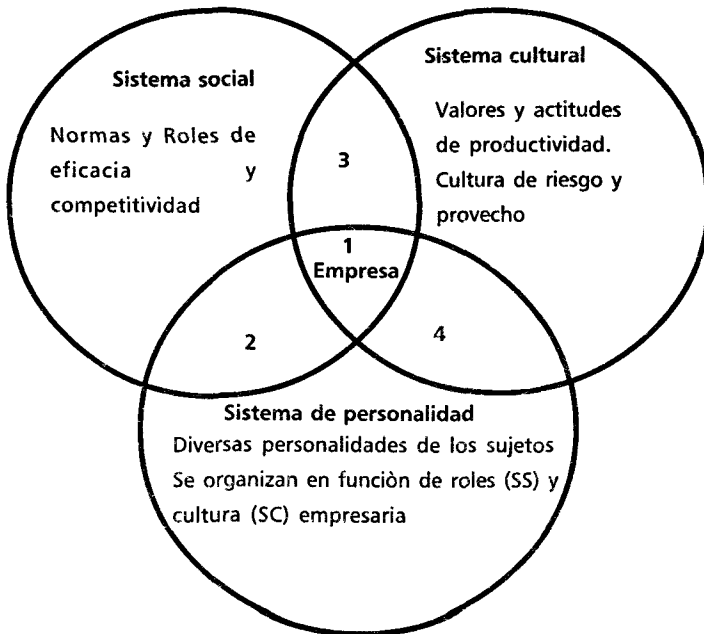 Sistema social
Normas y Roles de
eficacia y
competitividad
Sistema cultural
Valores y actitudes
de productividad.
Cultura de riesgo y
provecho
3
1
Empresa
2
4
Sistema de personalidad
Diversas personalidades de los sujetos
Se organizan en funciòn de roles (SS) y
cultura (SC) empresaria